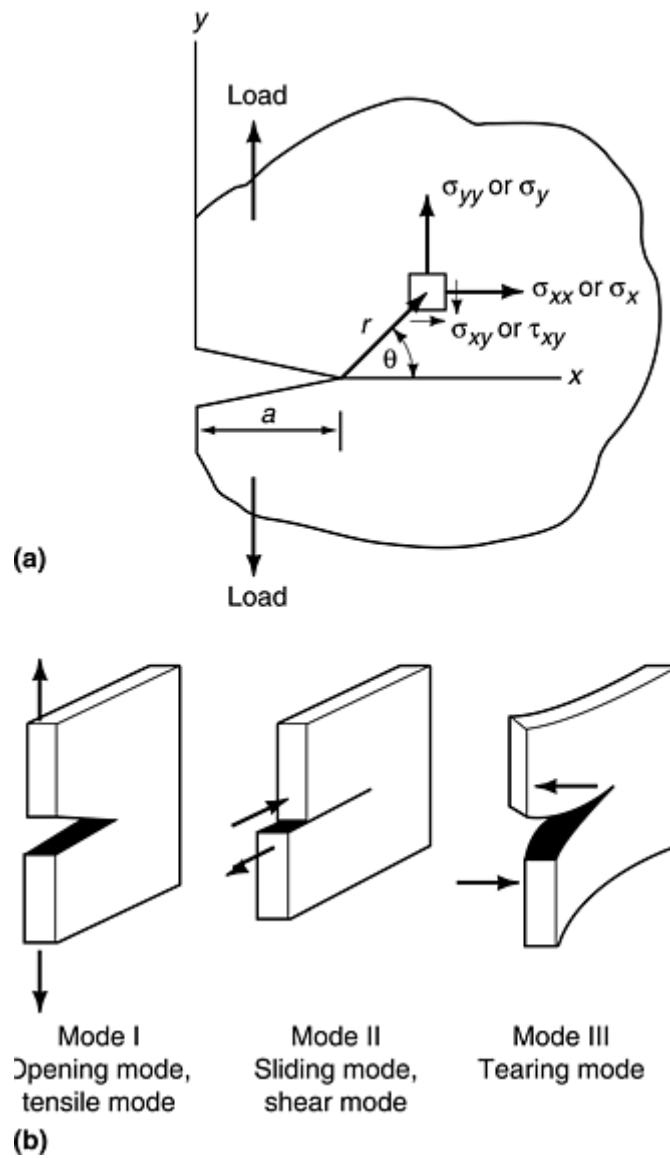 y
Load
σyy or σy
σxx or σx
r
σxy or τxy
θ
x
a
(a)
Load
Mode I
Opening mode,
tensile mode
Mode II
Sliding mode,
shear mode
Mode III
Tearing mode
(b)